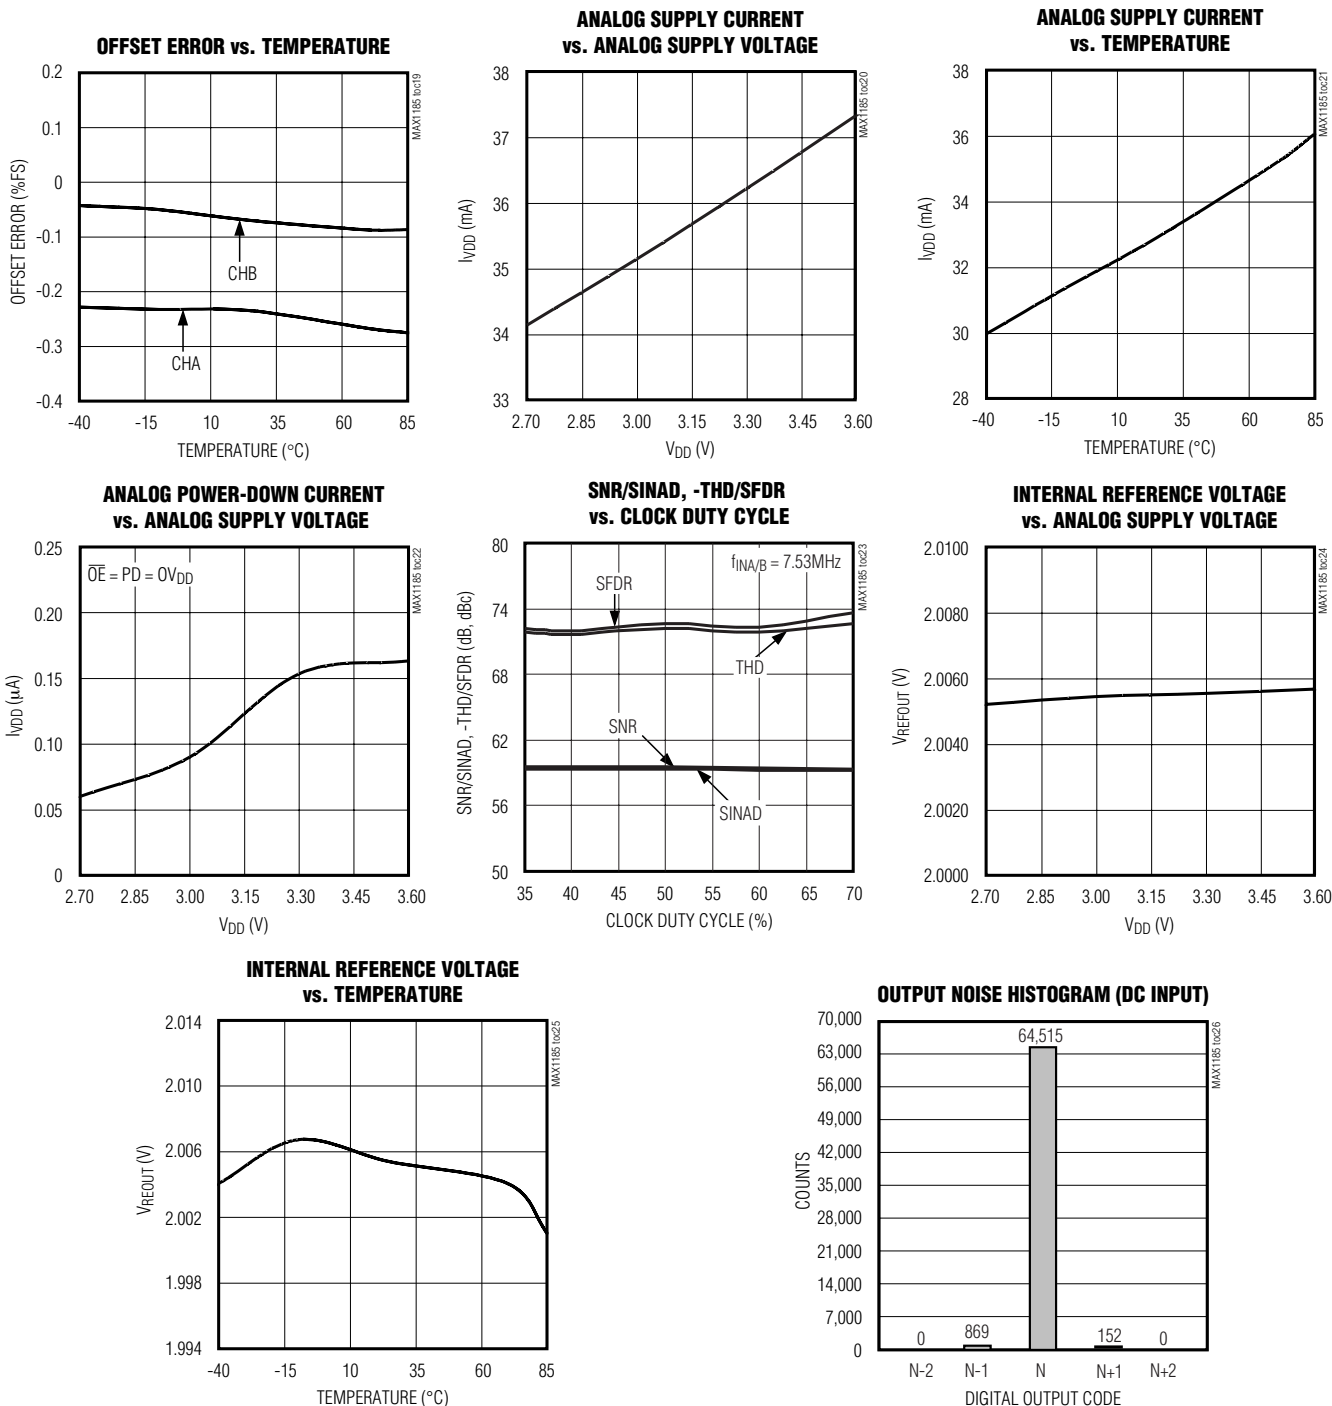 OFFSET ERROR vs. TEMPERATURE
0.2
0.1
0
-0.1
-0.2
-0.3
-0.4
OFFSET ERROR (%FS)
CHB
CHA
-40 -15 10 35 60 85
TEMPERATURE (°C)
MAX1185 toc19
ANALOG SUPPLY CURRENT
vs. ANALOG SUPPLY VOLTAGE
38
37
36
35
34
33
IVDD (mA)
2.70 2.85 3.00 3.15 3.30 3.45 3.60
VDD (V)
MAX1185 toc20
ANALOG SUPPLY CURRENT
vs. TEMPERATURE
38
36
34
32
30
28
IVDD (mA)
-40 -15 10 35 60 85
TEMPERATURE (°C)
MAX1185 toc21
ANALOG POWER-DOWN CURRENT
vs. ANALOG SUPPLY VOLTAGE
0.25
0.20
0.15
0.10
0.05
0
IVDD (µA)
O̅E̅ = PD = OVDD
2.70 2.85 3.00 3.15 3.30 3.45 3.60
VDD (V)
MAX1185 toc22
SNR/SINAD, -THD/SFDR
vs. CLOCK DUTY CYCLE
80
74
68
62
56
50
SNR/SINAD, -THD/SFDR (dB, dBc)
fINA/B = 7.53MHz
SFDR
THD
SNR
SINAD
35 40 45 50 55 60 65 70
CLOCK DUTY CYCLE (%)
MAX1185 toc23
INTERNAL REFERENCE VOLTAGE
vs. ANALOG SUPPLY VOLTAGE
2.0100
2.0080
2.0060
2.0040
2.0020
2.0000
VREFOUT (V)
2.70 2.85 3.00 3.15 3.30 3.45 3.60
VDD (V)
MAX1185 toc24
INTERNAL REFERENCE VOLTAGE
vs. TEMPERATURE
2.014
2.010
2.006
2.002
1.998
1.994
VREOUT (V)
-40 -15 10 35 60 85
TEMPERATURE (°C)
MAX1185 toc25
OUTPUT NOISE HISTOGRAM (DC INPUT)
70,000
63,000
56,000
49,000
42,000
35,000
28,000
21,000
14,000
7,000
0
COUNTS
0 869 64,515 152 0
N-2 N-1 N N+1 N+2
DIGITAL OUTPUT CODE
MAX1185 toc26